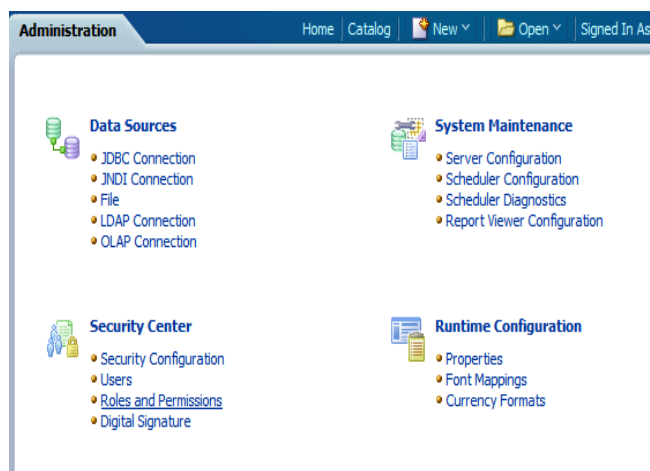 Administration
Home Catalog New Open Signed In As
Data Sources
JDBC Connection
JNDI Connection
File
LDAP Connection
OLAP Connection
System Maintenance
Server Configuration
Scheduler Configuration
Scheduler Diagnostics
Report Viewer Configuration
Security Center
Security Configuration
Users
Roles and Permissions
Digital Signature
Runtime Configuration
Properties
Font Mappings
Currency Formats